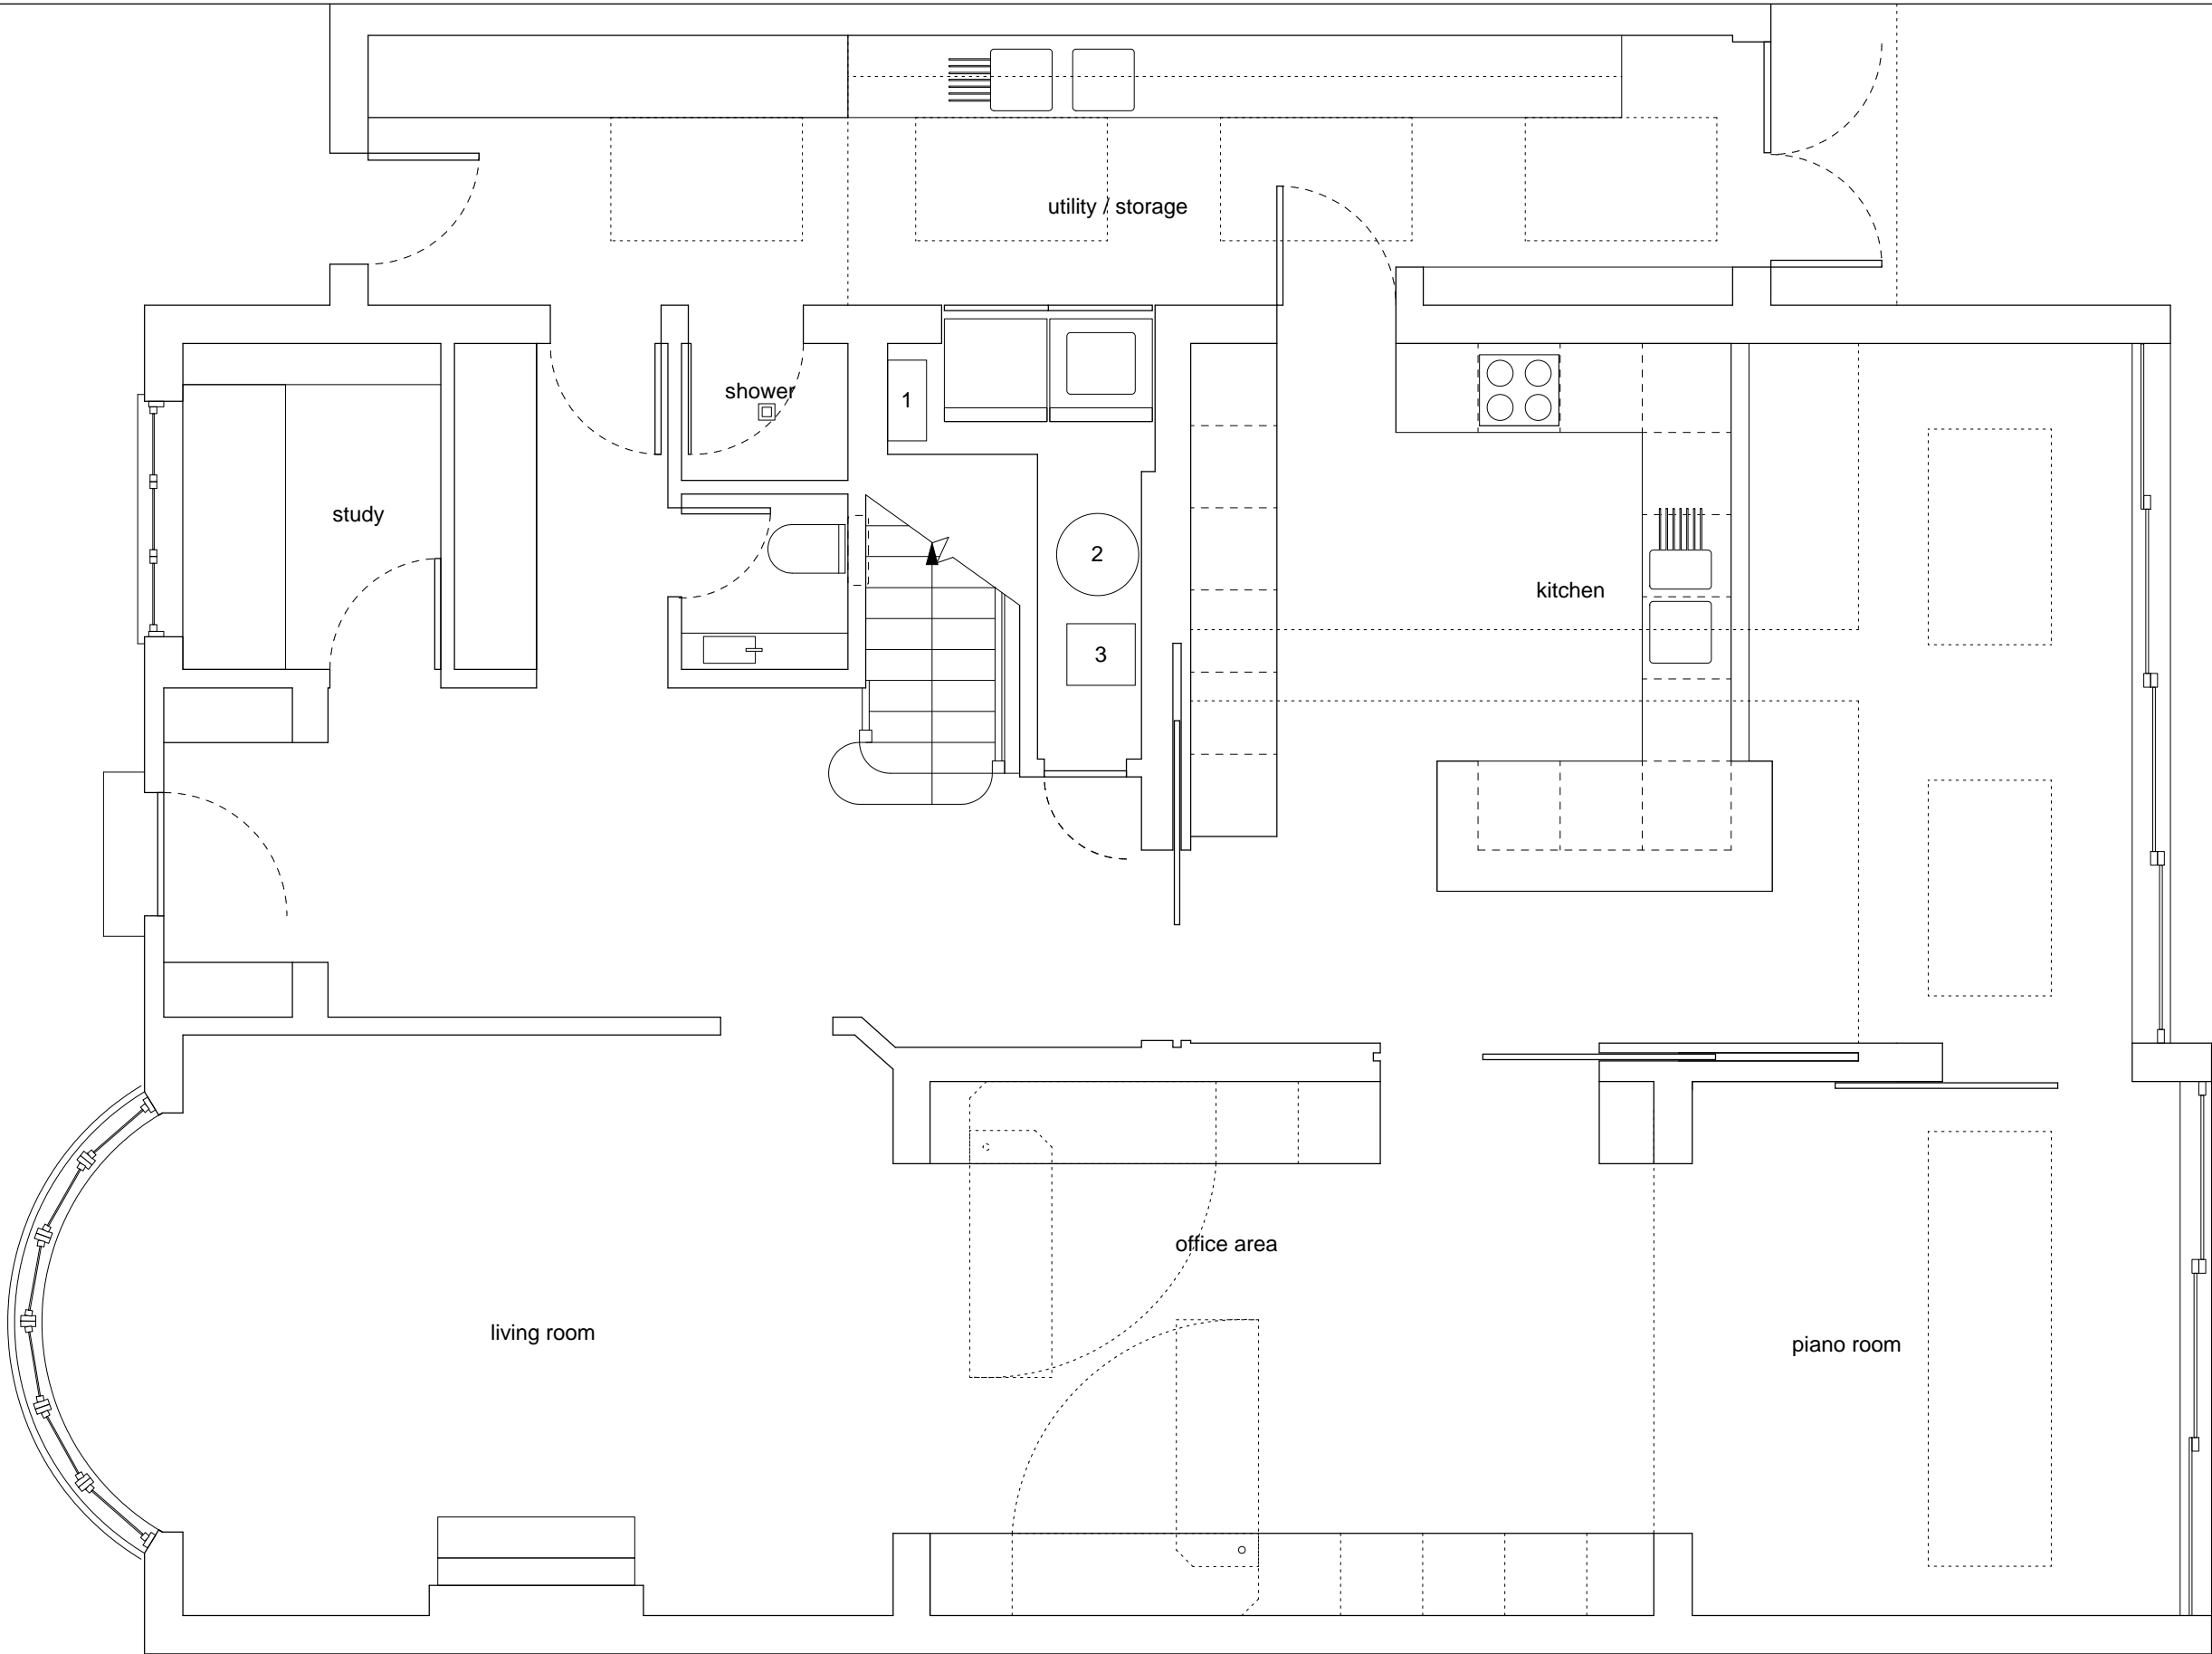 utility / storage
shower
1
study
2
kitchen
3
office area
living room
piano room